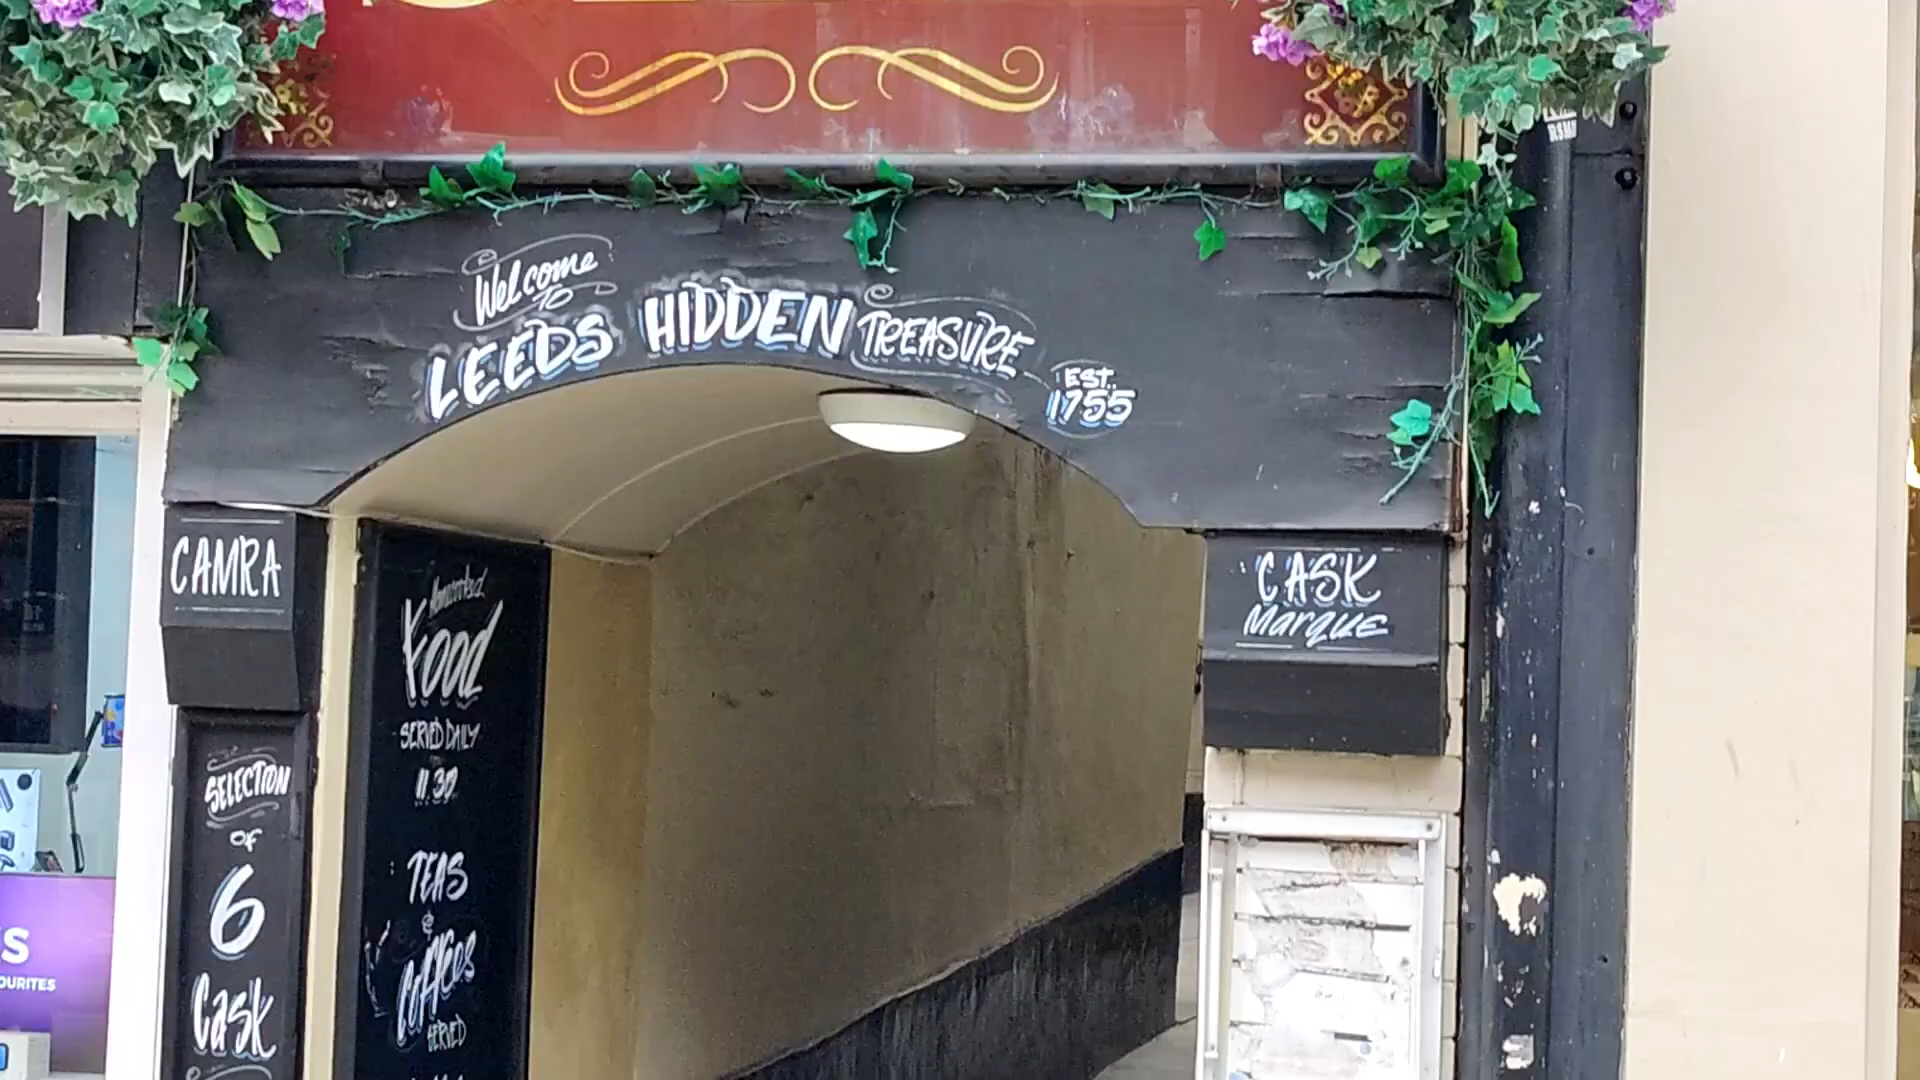 Welcome
TO
LEEDS HIDDEN TREASURE
EST.
1755
CAMRA
SELECTION
OF
6
Cask
Food
SERVED DAILY
11.30
TEAS
&
Coffees
SERVED
CASK
Marque
S
OURITES